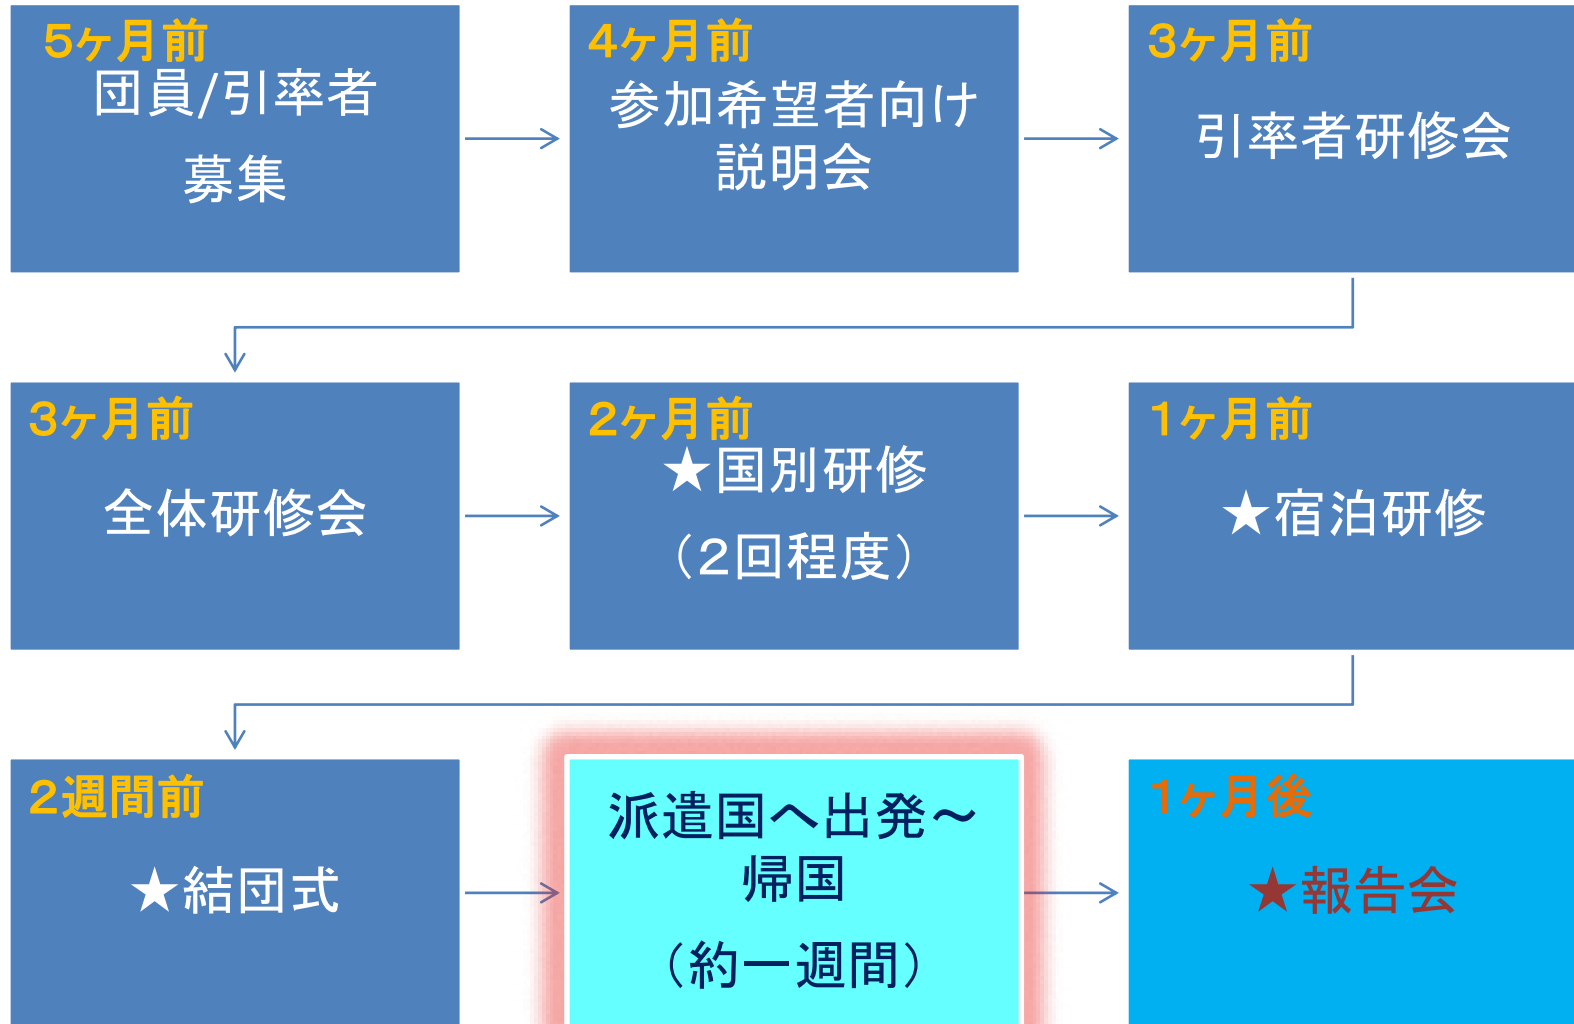 5ヶ月前
団員/引率者
募集
4ヶ月前
参加希望者向け
説明会
3ヶ月前
引率者研修会
3ヶ月前
全体研修会
2ヶ月前
★国別研修
（2回程度）
1ヶ月前
★宿泊研修
2週間前
★結団式
派遣国へ出発～
帰国
（約一週間）
1ヶ月後
★報告会